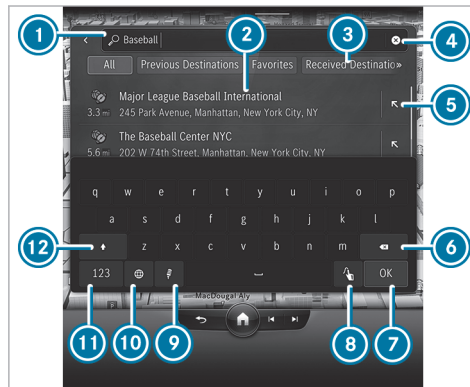 1
Baseball
2
3
4
All Previous Destinations Favorites Received Destinatio»
Major League Baseball International
3.3 mi 245 Park Avenue, Manhattan, New York City, NY
5
The Baseball Center NYC
5.6 mi 202 W 74th Street, Manhattan, New York City, NY
q w e r t y u i o p
a s d f g h j k l
12
z x c v b n m
6
123
OK
MacDougal Aly
11
10
9
8
7